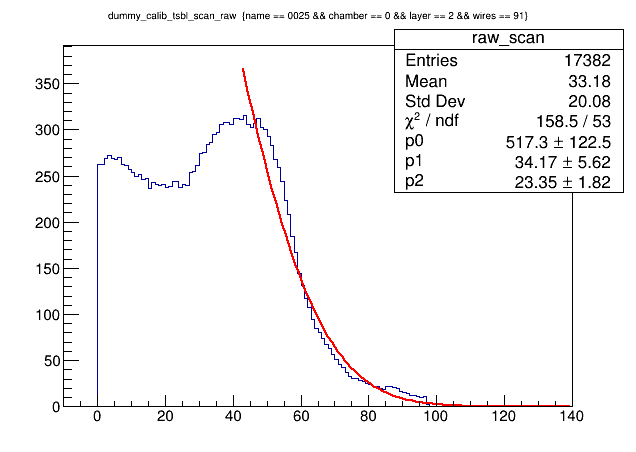 dummy_calib_tsbl_scan_raw {name == 0025 && chamber == 0 && layer == 2 && wires == 91}
raw_scan
Entries 17382
Mean 33.18
Std Dev 20.08
χ² / ndf 158.5 / 53
p0 517.3 ± 122.5
p1 34.17 ± 5.62
p2 23.35 ± 1.82
350
300
250
200
150
100
50
0
0 20 40 60 80 100 120 140